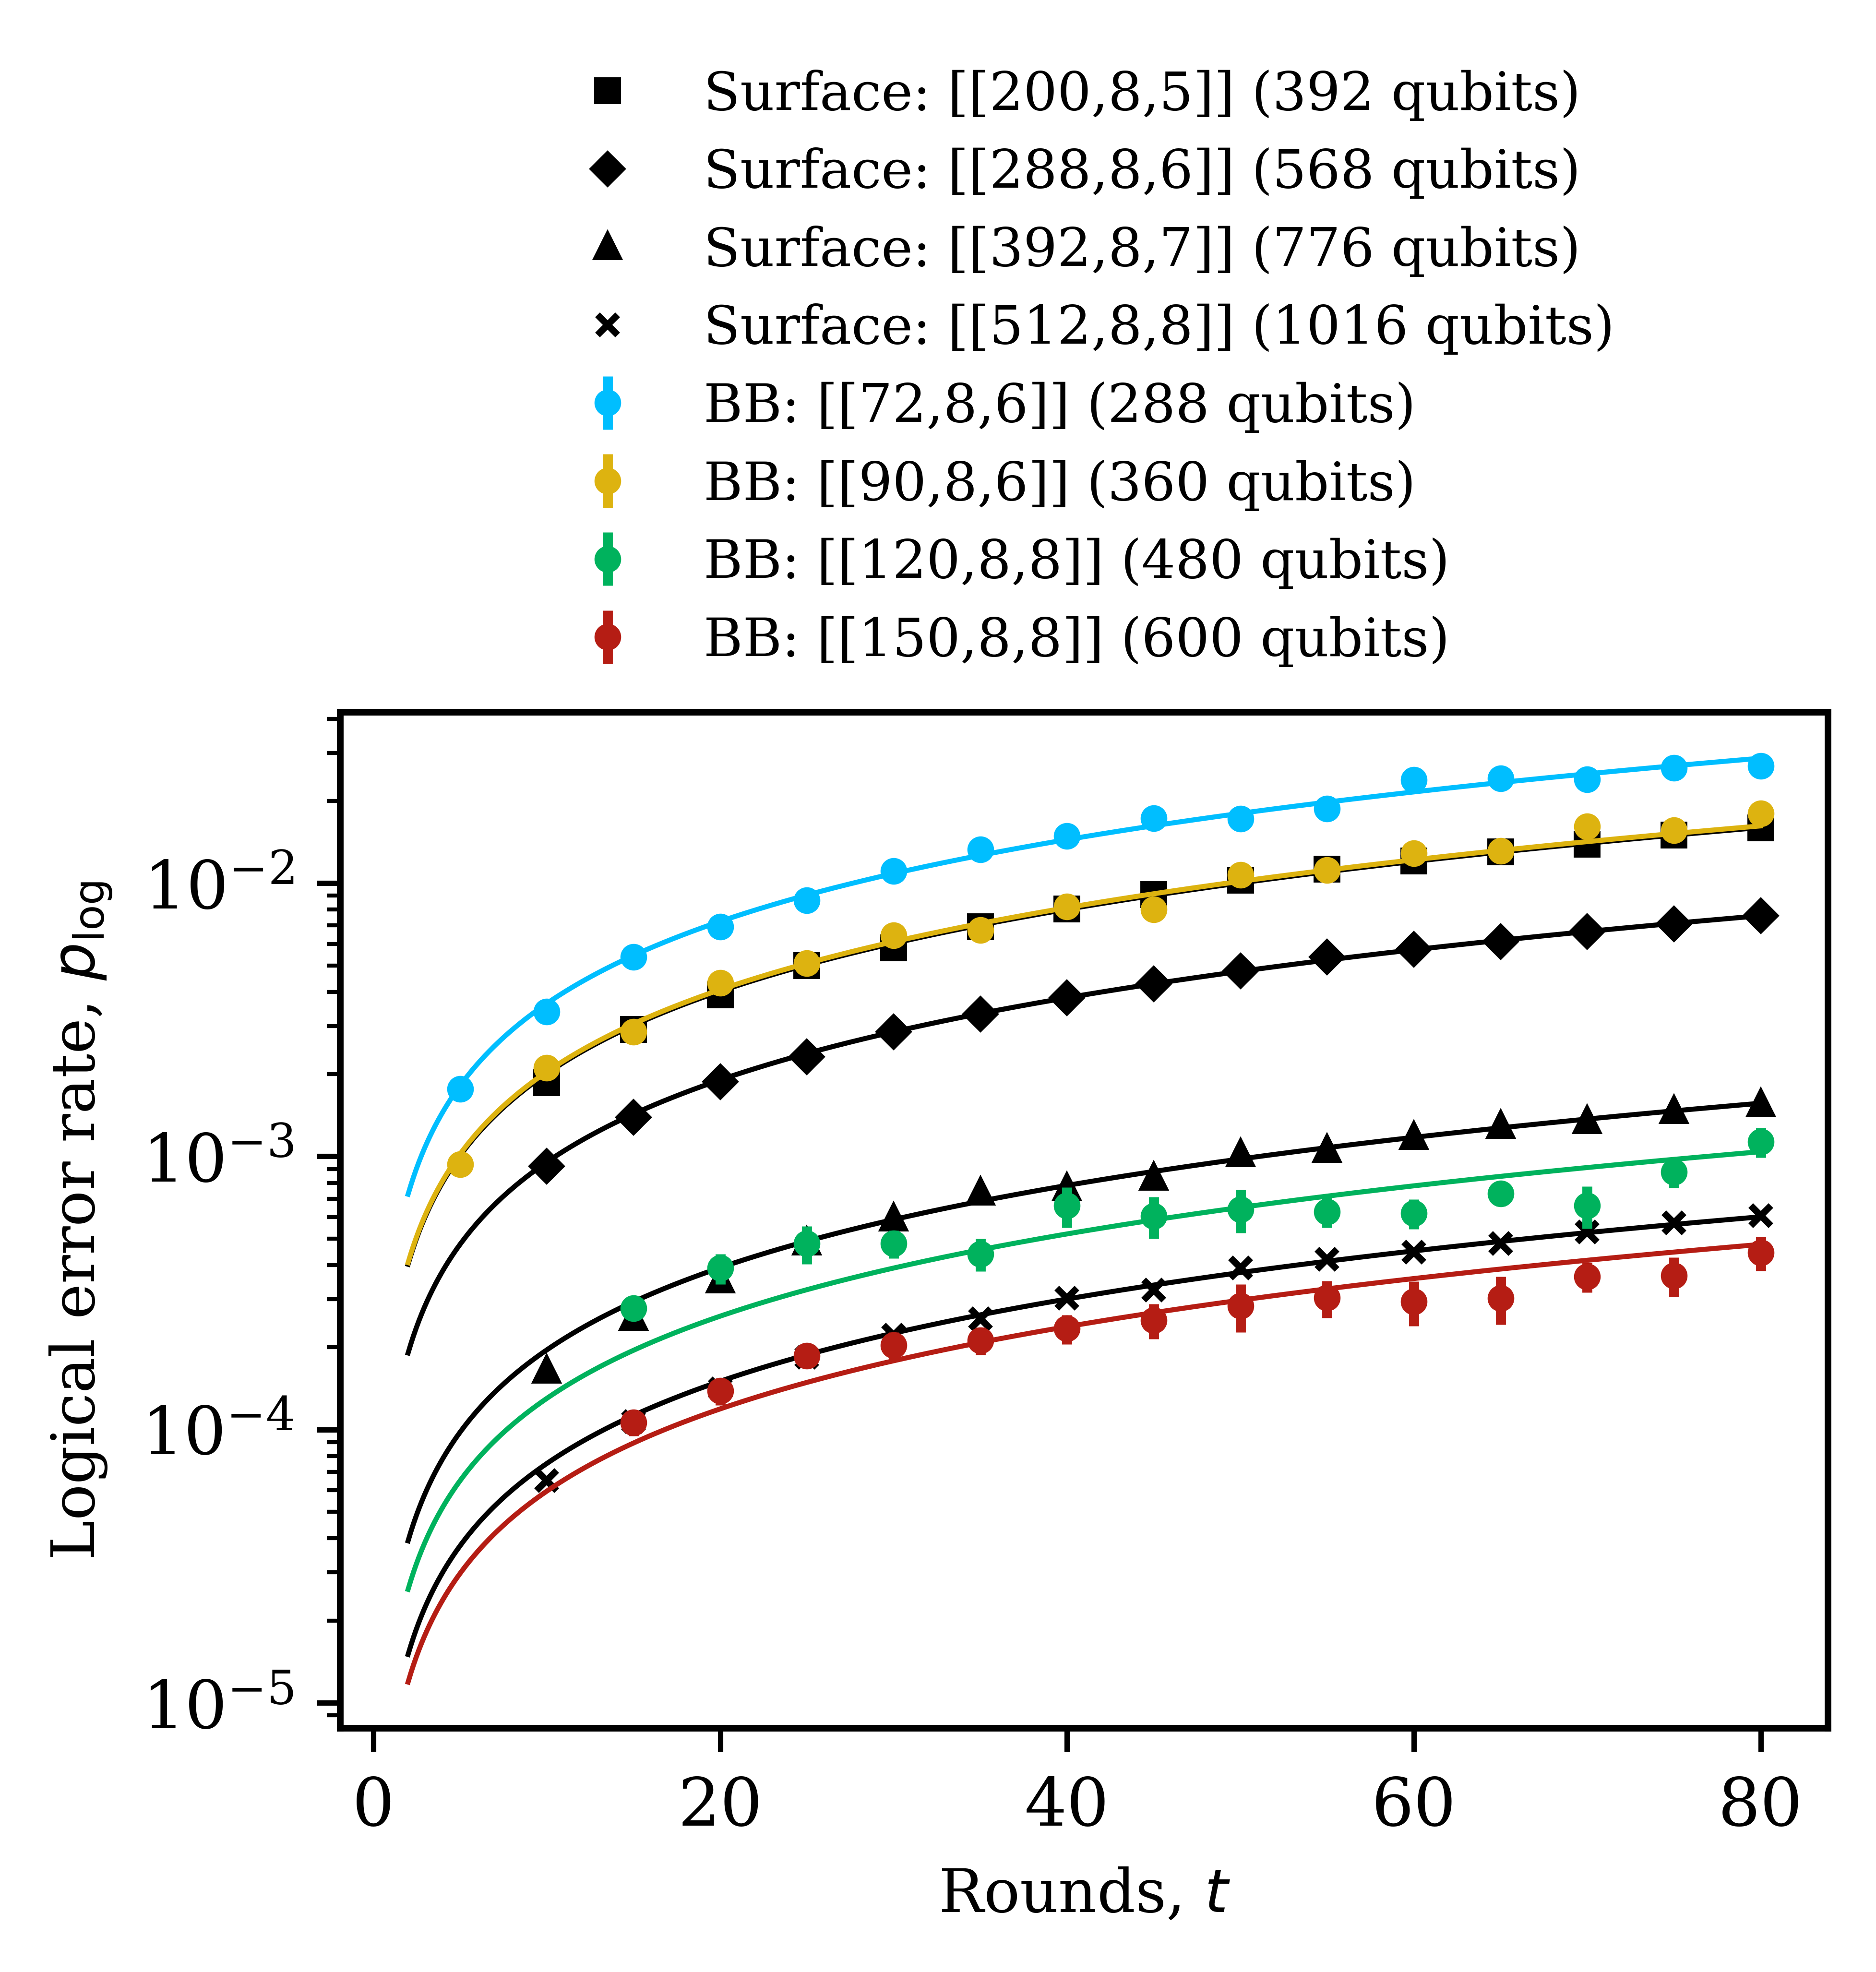 Surface: [[200,8,5]] (392 qubits)
Surface: [[288,8,6]] (568 qubits)
Surface: [[392,8,7]] (776 qubits)
Surface: [[512,8,8]] (1016 qubits)
BB: [[72,8,6]] (288 qubits)
BB: [[90,8,6]] (360 qubits)
BB: [[120,8,8]] (480 qubits)
BB: [[150,8,8]] (600 qubits)
Logical error rate, p_log
10⁻²
10⁻³
10⁻⁴
10⁻⁵
0 20 40 60 80
Rounds, t